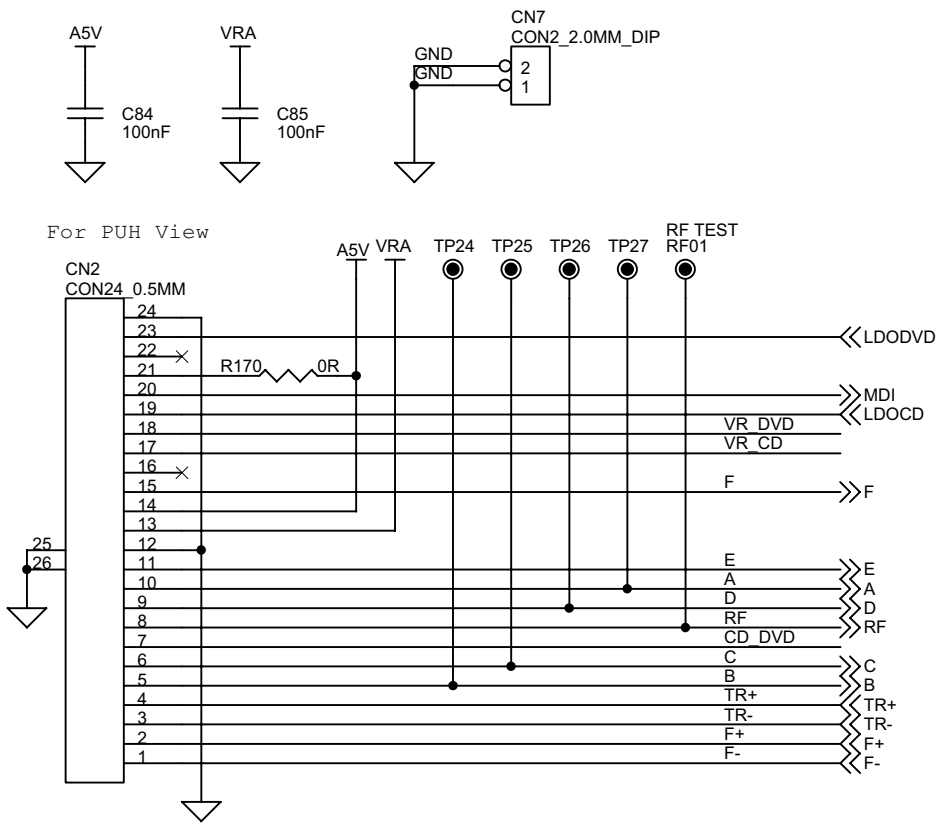 A5V
VRA
CN7
CON2_2.0MM_DIP
GND
2
GND
1
C84
100nF
C85
100nF
For PUH View
CN2
CON24_0.5MM
A5V
VRA
TP24
TP25
TP26
TP27
RF TEST
RF01
24
23
LDODVD
22
21
R170
0R
20
MDI
19
LDOCD
18
VR_DVD
17
VR_CD
16
15
F
F
14
13
12
25
26
11
E
E
10
A
A
9
D
D
8
RF
RF
7
CD_DVD
6
C
C
5
B
B
4
TR+
TR+
3
TR-
TR-
2
F+
F+
1
F-
F-